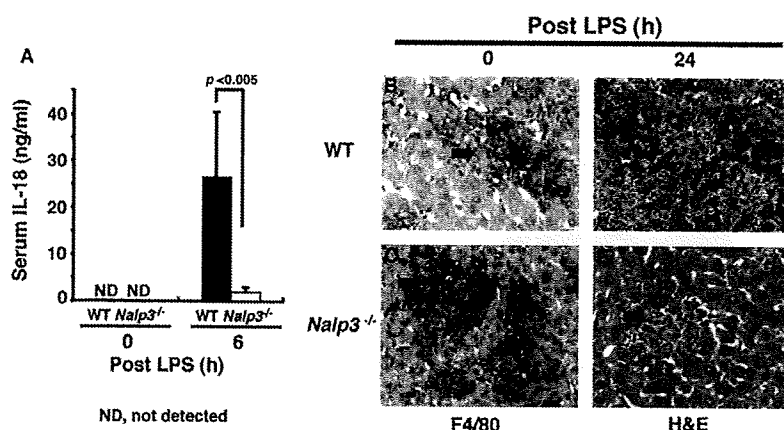 A
p <0.005
Serum IL-18 (ng/ml)
40
30
20
10
0
ND ND
WT Nalp3-/-
WT Nalp3-/-
0
6
Post LPS (h)
ND, not detected
Post LPS (h)
0
24
WT
B
Nalp3 -/-
C
F4/80
H&E